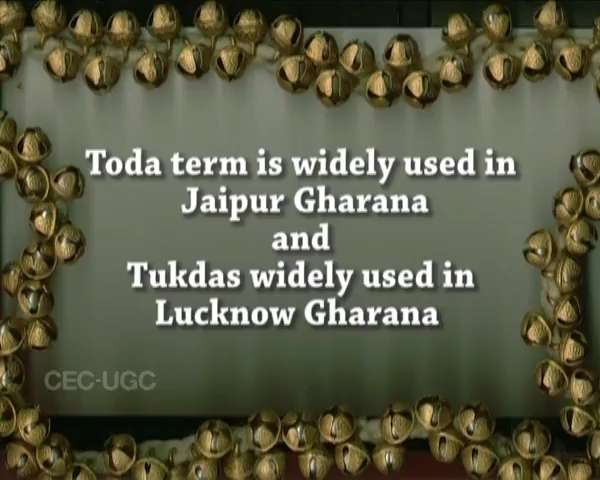 Toda term is widely used in
Jaipur Gharana
and
Tukdas widely used in
Lucknow Gharana
CEC-UGC